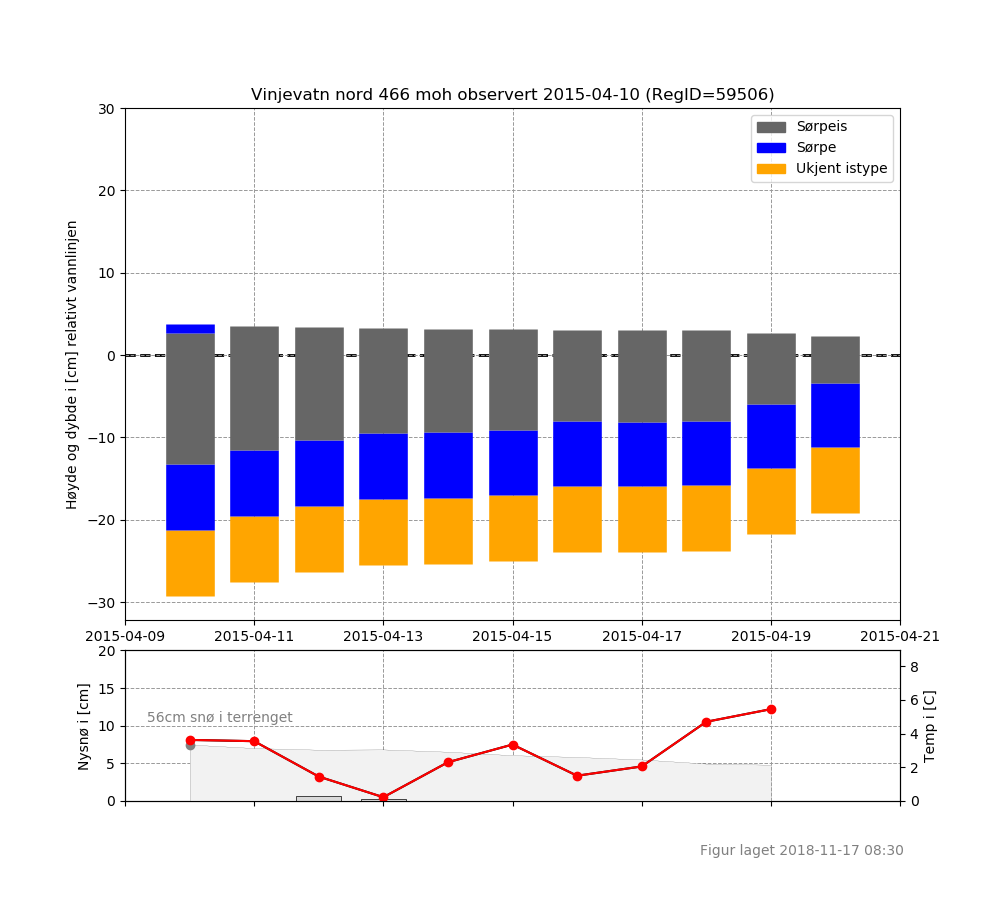 Vinjevatn nord 466 moh observert 2015-04-10 (RegID=59506)
Sørpeis
Sørpe
Ukjent istype
Høyde og dybde i [cm] relativt vannlinjen
30
20
10
0
−10
−20
−30
2015-04-09 2015-04-11 2015-04-13 2015-04-15 2015-04-17 2015-04-19 2015-04-21
Nysnø i [cm]
20
15
10
5
0
56cm snø i terrenget
8
6
4
2
0
Temp i [C]
Figur laget 2018-11-17 08:30